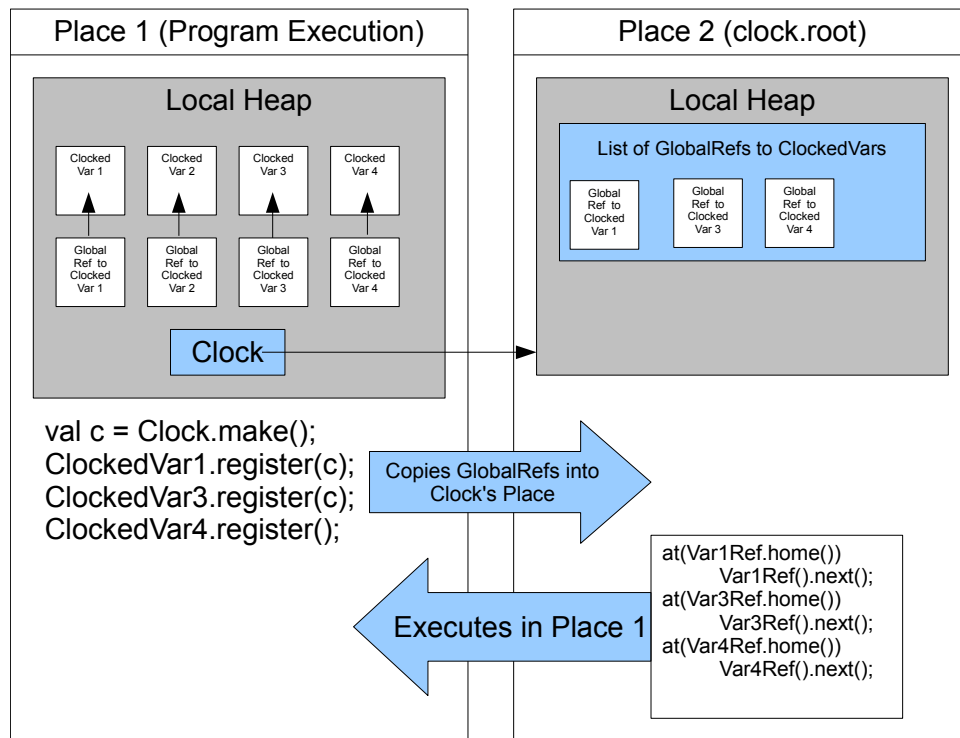 Place 1 (Program Execution)
Local Heap
Clocked
Var 1
Clocked
Var 2
Clocked
Var 3
Clocked
Var 4
Global
Ref to
Clocked
Var 1
Global
Ref to
Clocked
Var 2
Global
Ref to
Clocked
Var 3
Global
Ref to
Clocked
Var 4
Clock
Place 2 (clock.root)
Local Heap
List of GlobalRefs to ClockedVars
Global
Ref to
Clocked
Var 1
Global
Ref to
Clocked
Var 3
Global
Ref to
Clocked
Var 4
val c = Clock.make();
ClockedVar1.register(c);
ClockedVar3.register(c);
ClockedVar4.register();
Copies GlobalRefs into
Clock's Place
Executes in Place 1
at(Var1Ref.home())
Var1Ref().next();
at(Var3Ref.home())
Var3Ref().next();
at(Var4Ref.home())
Var4Ref().next();